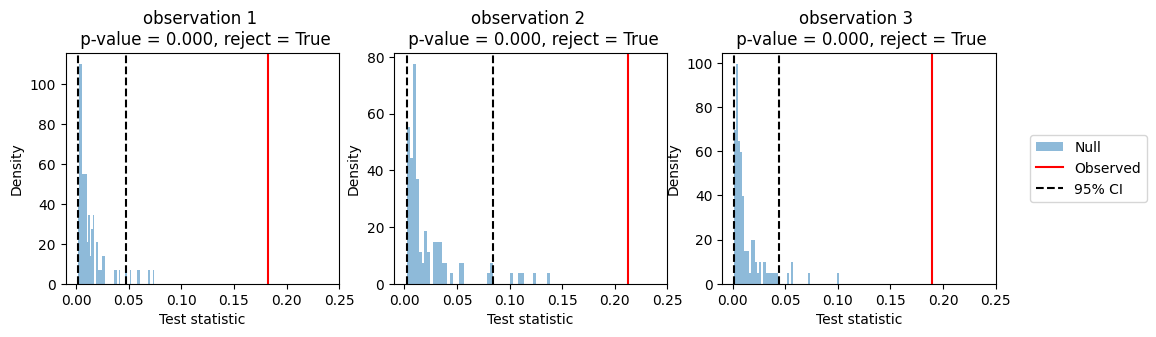 observation 1
p-value = 0.000, reject = True
Density
120
100
80
60
40
20
0
0.00 0.05 0.10 0.15 0.20 0.25
Test statistic
observation 2
p-value = 0.000, reject = True
Density
80
60
40
20
0
0.00 0.05 0.10 0.15 0.20 0.25
Test statistic
observation 3
p-value = 0.000, reject = True
Density
100
80
60
40
20
0
0.00 0.05 0.10 0.15 0.20 0.25
Test statistic
Null
Observed
95% CI